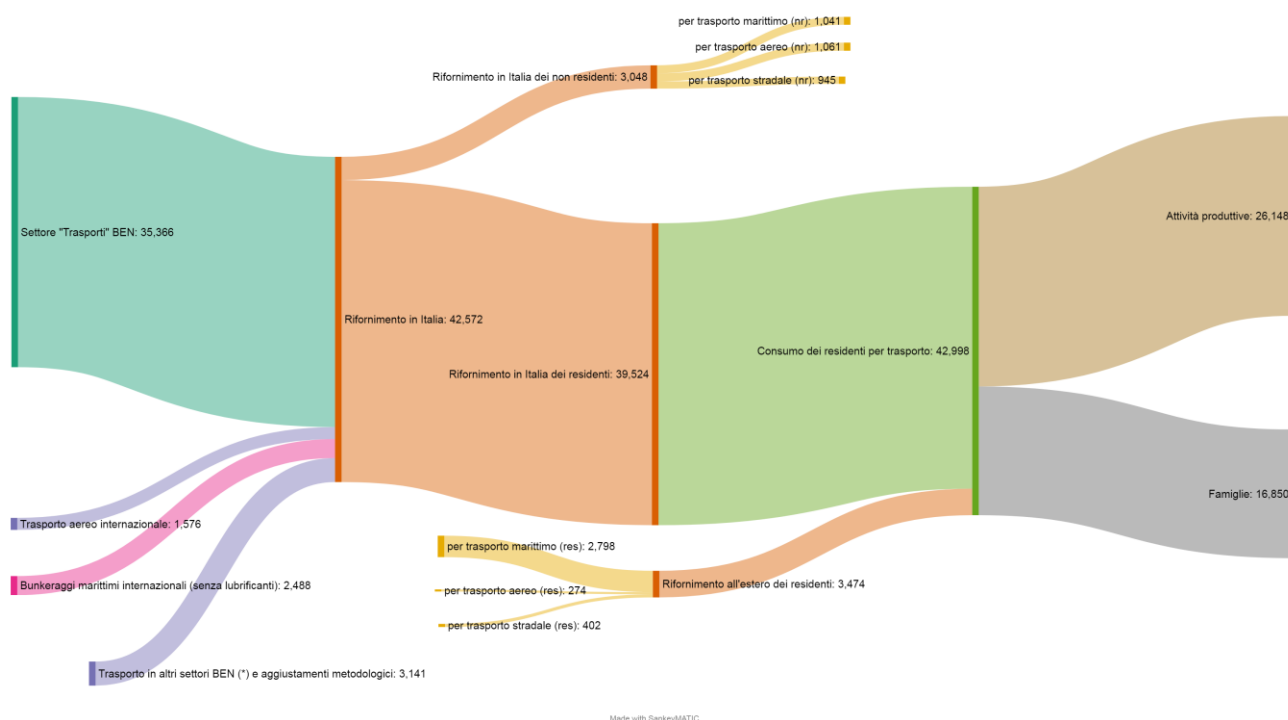 per trasporto marittimo (nr): 1,041
per trasporto aereo (nr): 1,061
Rifornimento in Italia dei non residenti: 3,048
per trasporto stradale (nr): 945
Attività produttive: 26,148
Settore "Trasporti" BEN: 35,366
Rifornimento in Italia: 42,572
Consumo dei residenti per trasporto: 42,998
Rifornimento in Italia dei residenti: 39,524
Famiglie: 16,850
Trasporto aereo internazionale: 1,576
per trasporto marittimo (res): 2,798
Bunkeraggi marittimi internazionali (senza lubrificanti): 2,488
Rifornimento all'estero dei residenti: 3,474
per trasporto aereo (res): 274
per trasporto stradale (res): 402
Trasporto in altri settori BEN (*) e aggiustamenti metodologici: 3,141
Made with SankeyMATIC